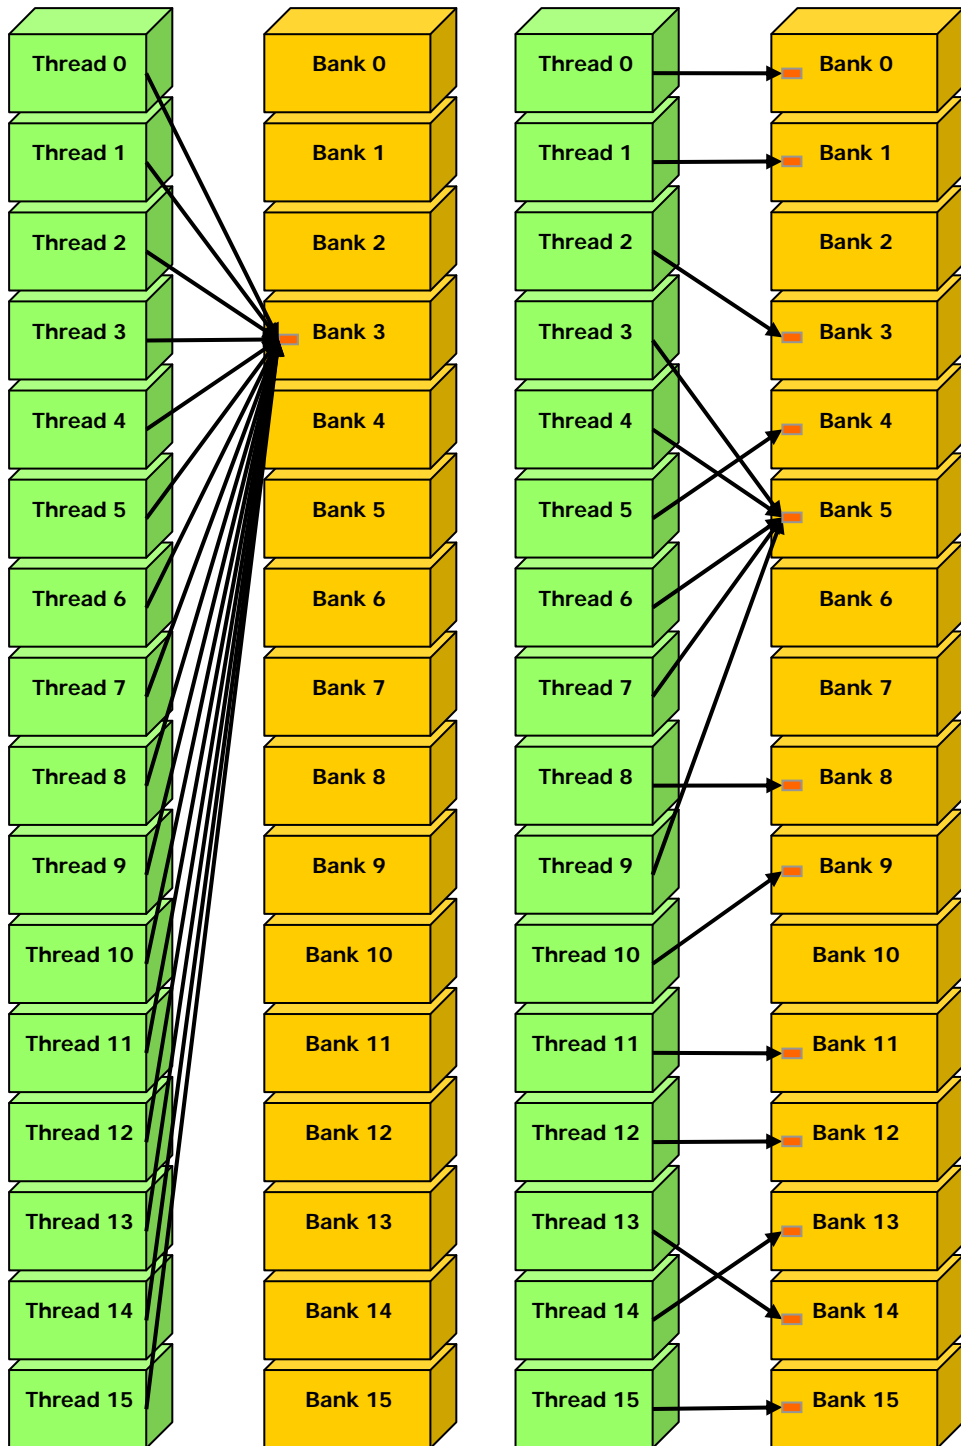 Thread 0 Bank 0 Thread 0 Bank 0
Thread 1 Bank 1 Thread 1 Bank 1
Thread 2 Bank 2 Thread 2 Bank 2
Thread 3 Bank 3 Thread 3 Bank 3
Thread 4 Bank 4 Thread 4 Bank 4
Thread 5 Bank 5 Thread 5 Bank 5
Thread 6 Bank 6 Thread 6 Bank 6
Thread 7 Bank 7 Thread 7 Bank 7
Thread 8 Bank 8 Thread 8 Bank 8
Thread 9 Bank 9 Thread 9 Bank 9
Thread 10 Bank 10 Thread 10 Bank 10
Thread 11 Bank 11 Thread 11 Bank 11
Thread 12 Bank 12 Thread 12 Bank 12
Thread 13 Bank 13 Thread 13 Bank 13
Thread 14 Bank 14 Thread 14 Bank 14
Thread 15 Bank 15 Thread 15 Bank 15